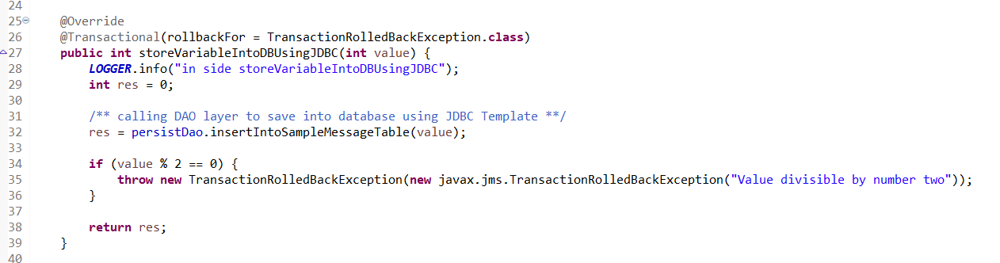 24
25 @Override
26 @Transactional(rollbackFor = TransactionRolledBackException.class)
27 public int storeVariableIntoDBUsingJDBC(int value) {
28 LOGGER.info("in side storeVariableIntoDBUsingJDBC");
29 int res = 0;
30
31 /** calling DAO layer to save into database using JDBC Template **/
32 res = persistDao.insertIntoSampleMessageTable(value);
33
34 if (value % 2 == 0) {
35 throw new TransactionRolledBackException(new javax.jms.TransactionRolledBackException("Value divisible by number two"));
36 }
37
38 return res;
39 }
40